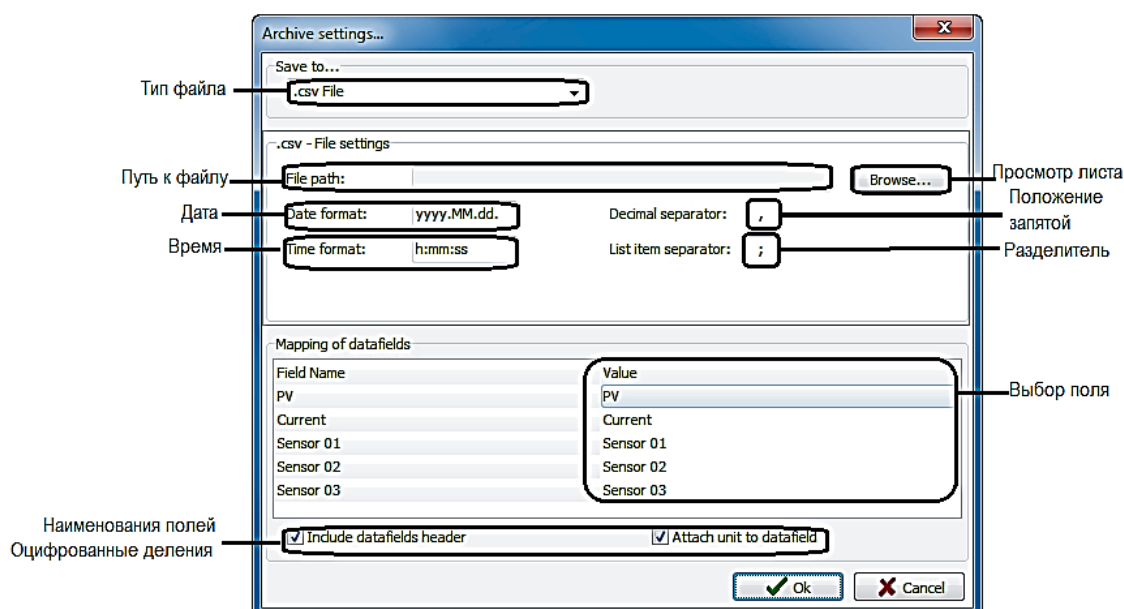 Archive settings...
Save to...
Тип файла
.csv File
.csv - File settings
Путь к файлу
File path:
Browse...
Просмотр листа
Дата
Date format: yyyy.MM.dd.
Decimal separator: ,
Положение
запятой
Время
Time format: h:mm:ss
List item separator: ;
Разделитель
Mapping of datafields
Field Name Value
PV PV
Выбор поля
Current Current
Sensor 01 Sensor 01
Sensor 02 Sensor 02
Sensor 03 Sensor 03
Наименования полей
Оцифрованные деления
Include datafields header Attach unit to datafield
Ok Cancel